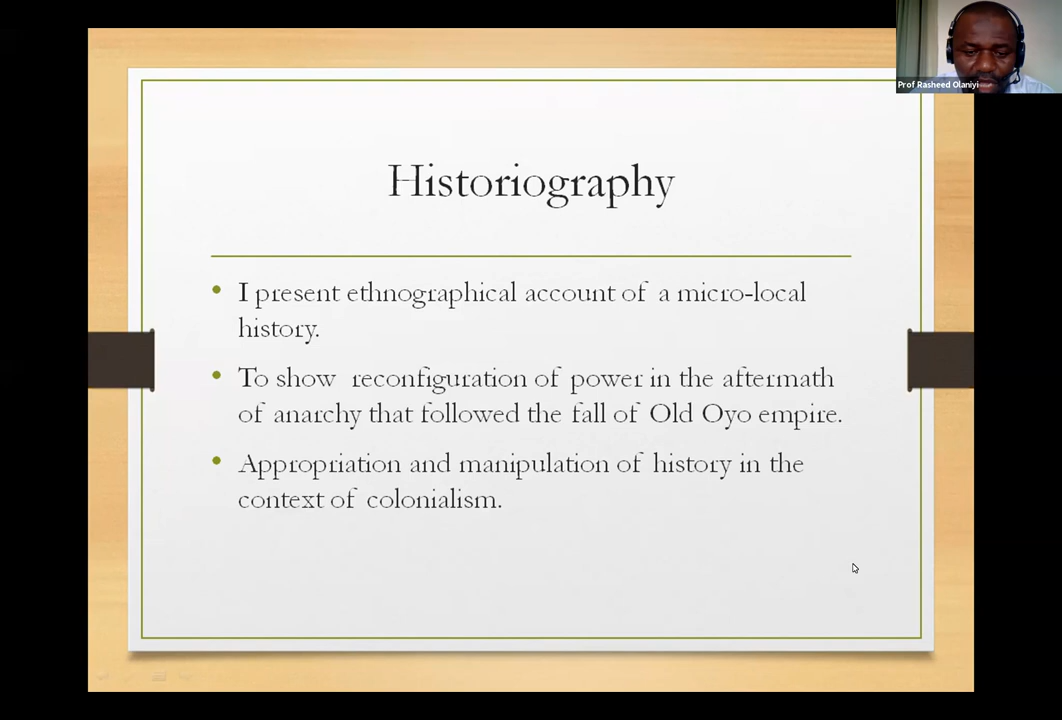 Prof Rasheed Olaniyi
Historiography
• I present ethnographical account of a micro-local
history.
• To show reconfiguration of power in the aftermath
of anarchy that followed the fall of Old Oyo empire.
• Appropriation and manipulation of history in the
context of colonialism.